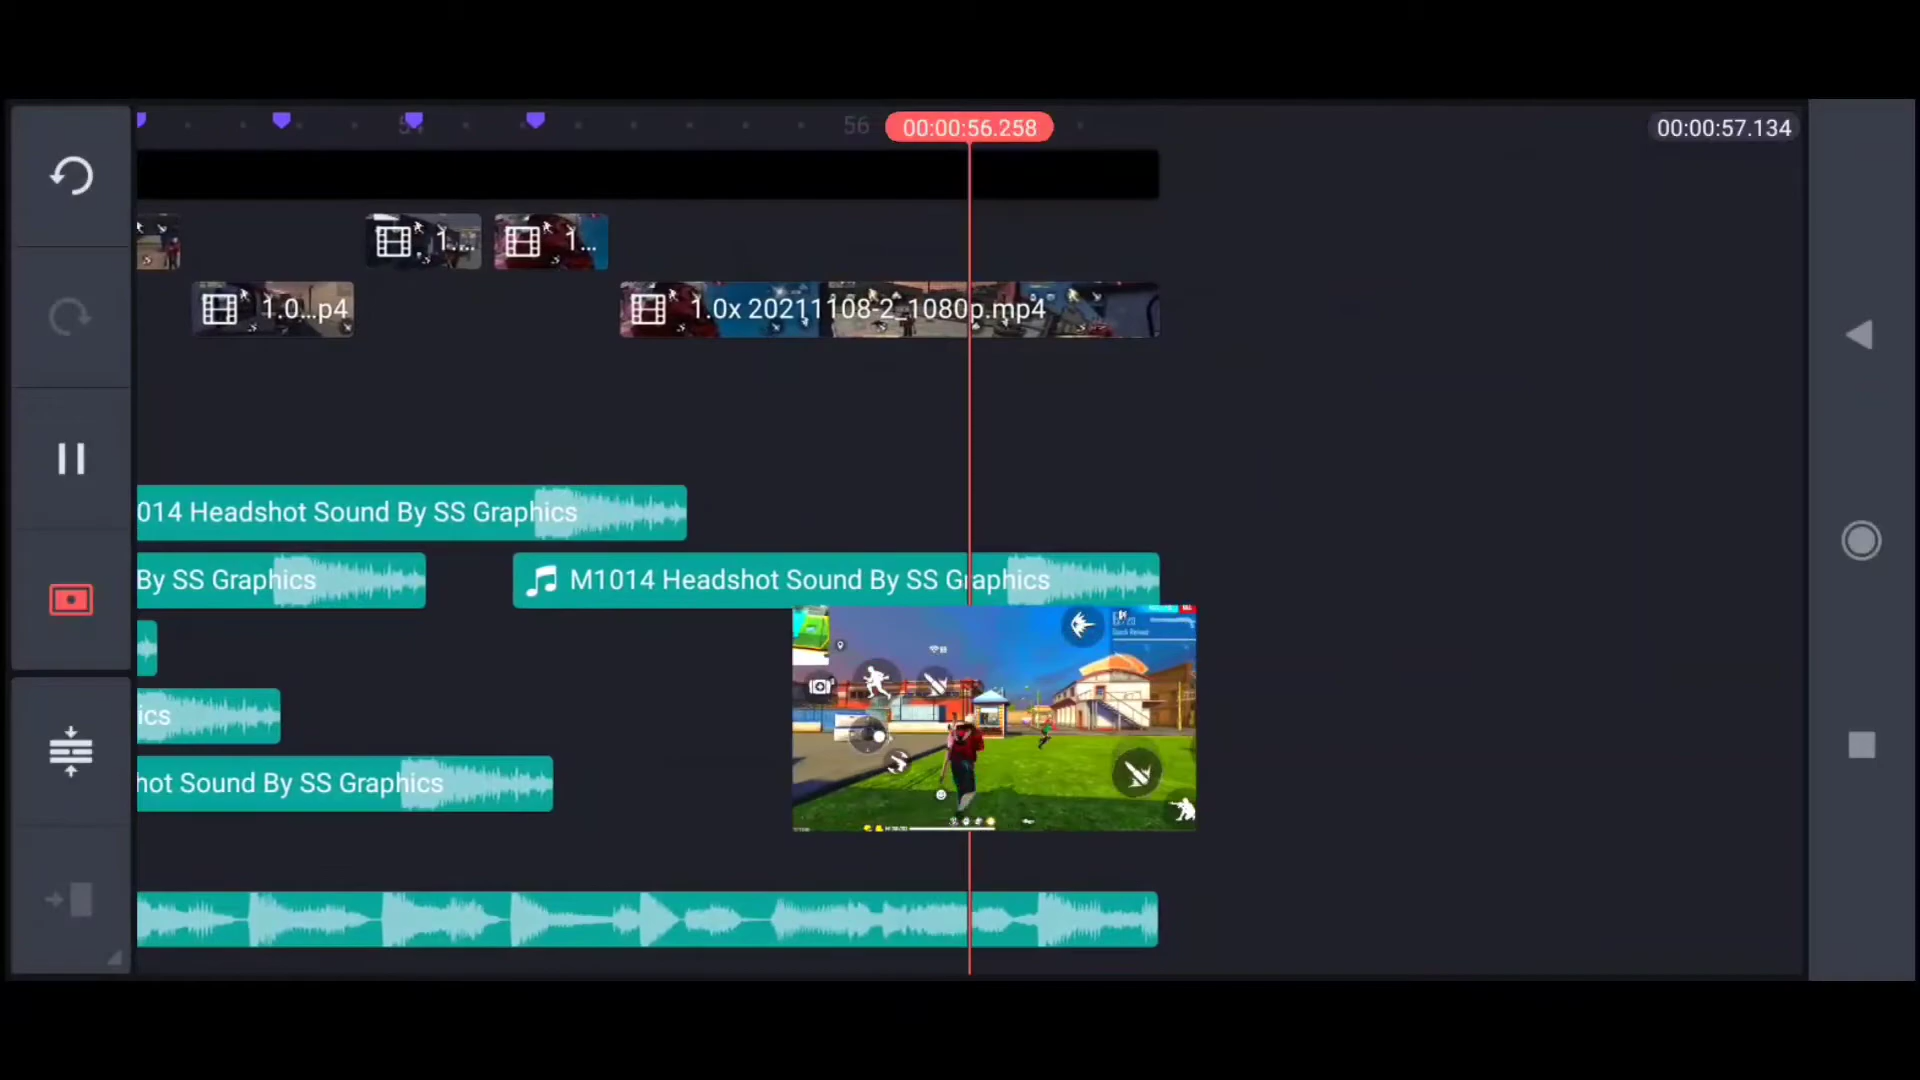 56
00:00:56.258
00:00:57.134
1....
1...
1.0...p4
1.0x 20211108-2_1080p.mp4
014 Headshot Sound By SS Graphics
By SS Graphics
M1014 Headshot Sound By SS Graphics
ics
hot Sound By SS Graphics